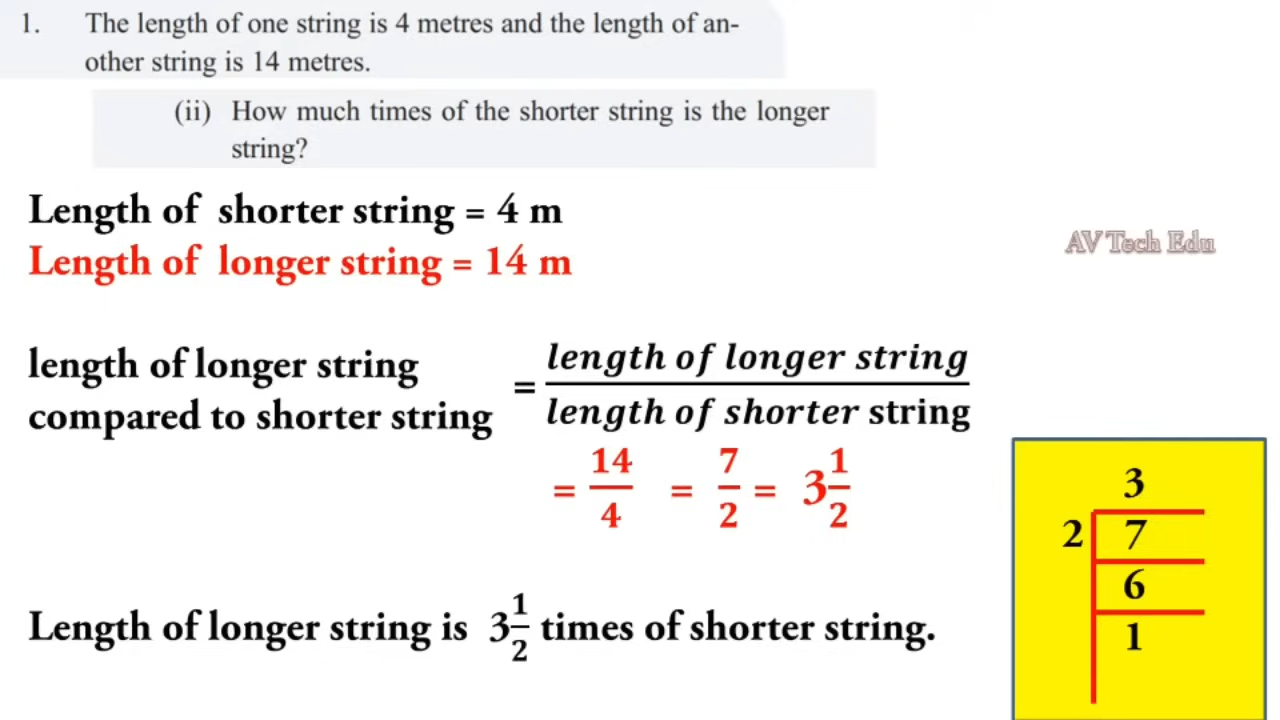 1. The length of one string is 4 metres and the length of an-
other string is 14 metres.
(ii) How much times of the shorter string is the longer
string?
Length of shorter string = 4 m
Length of longer string = 14 m
AV Tech Edu
length of longer string
compared to shorter string
= length of longer string / length of shorter string
= 14/4 = 7/2 = 3 1/2
3
2 7
6
1
Length of longer string is 3 1/2 times of shorter string.